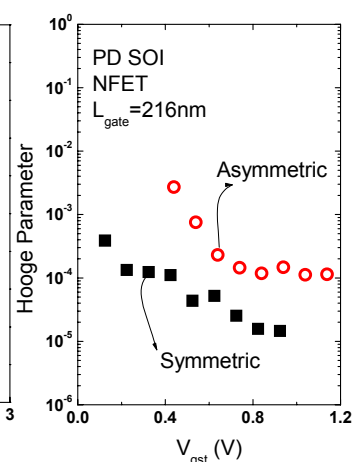 10^0
10^-1
10^-2
10^-3
10^-4
10^-5
10^-6
Hooge Parameter
PD SOI
NFET
L_gate=216nm
Asymmetric
Symmetric
3
0.0
0.4
0.8
1.2
V_gst (V)